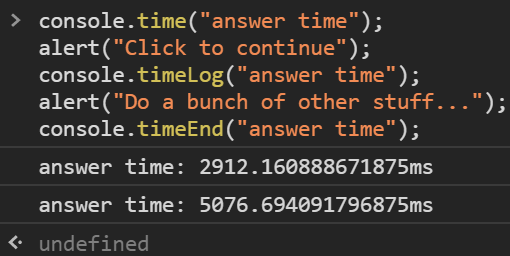 console.time("answer time");
alert("Click to continue");
console.timeLog("answer time");
alert("Do a bunch of other stuff...");
console.timeEnd("answer time");
answer time: 2912.160888671875ms
answer time: 5076.694091796875ms
undefined